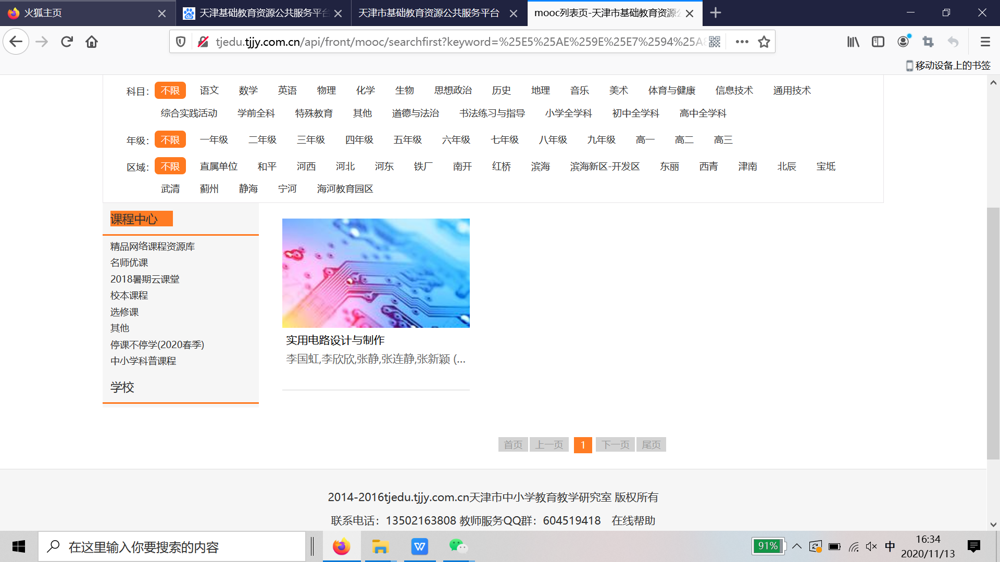 火狐主页
天津基础教育资源公共服务平台
天津市基础教育资源公共服务平台
mooc列表页-天津市基础教育资源
tjedu.tjjy.com.cn/api/front/mooc/searchfirst?keyword=%25E5%25AE%259E%25E7%2594%25A8
移动设备上的书签
科目: 不限 语文 数学 英语 物理 化学 生物 思想政治 历史 地理 音乐 美术 体育与健康 信息技术 通用技术
综合实践活动 学前全科 特殊教育 其他 道德与法治 书法练习与指导 小学全学科 初中全学科 高中全学科
年级: 不限 一年级 二年级 三年级 四年级 五年级 六年级 七年级 八年级 九年级 高一 高二 高三
区域: 不限 直属单位 和平 河西 河北 河东 铁厂 南开 红桥 滨海 滨海新区-开发区 东丽 西青 津南 北辰 宝坻
武清 蓟州 静海 宁河 海河教育园区
课程中心
精品网络课程资源库
名师优课
2018暑期云课堂
校本课程
选修课
其他
停课不停学(2020春季)
中小学科普课程
学校
实用电路设计与制作
李国虹,李欣欣,张静,张连静,张新颖 (...
首页 上一页 1 下一页 尾页
2014-2016tjedu.tjjy.com.cn天津市中小学教育教学研究室 版权所有
联系电话：13502163808 教师服务QQ群：604519418 在线帮助
在这里输入你要搜索的内容
91%
中
16:34
2020/11/13